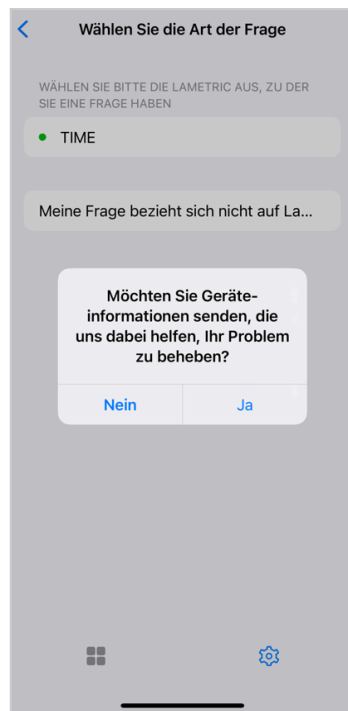 Wählen Sie die Art der Frage
WÄHLEN SIE BITTE DIE LAMETRIC AUS, ZU DER
SIE EINE FRAGE HABEN
TIME
Meine Frage bezieht sich nicht auf La...
Möchten Sie Geräte-
informationen senden, die
uns dabei helfen, Ihr Problem
zu beheben?
Nein
Ja